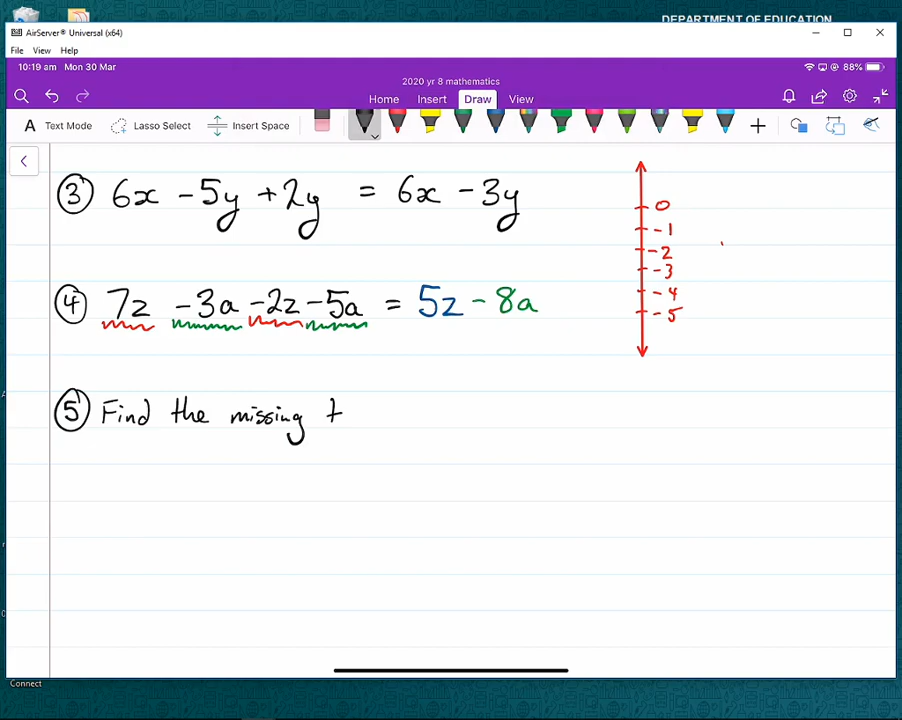 DEPARTMENT OF EDUCATION
AirServer® Universal (x64)
File View Help
10:19 am Mon 30 Mar 88%
2020 yr 8 mathematics
Home Insert Draw View
A Text Mode Lasso Select Insert Space
③ 6x - 5y + 2y = 6x - 3y
0
-1
-2
-3
-4
-5
④ 7z - 3a - 2z - 5a = 5z - 8a
⑤ Find the missing t
Connect